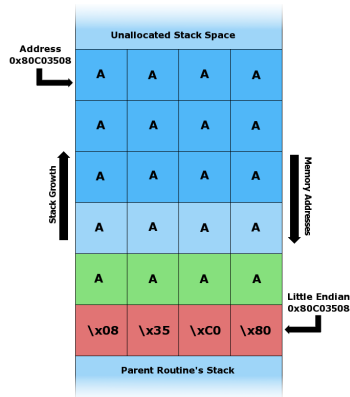 Unallocated Stack Space
Address
0x80C03508
A A A A
A A A A
Stack Growth
Memory Addresses
A A A A
A A A A
A A A A
Little Endian
0x80C03508
\x08 \x35 \xC0 \x80
Parent Routine's Stack